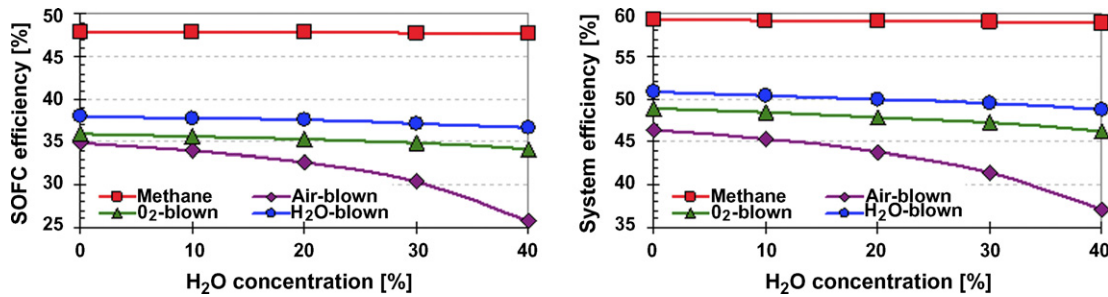 SOFC efficiency [%]
50
45
40
35
30
25
Methane
Air-blown
0₂-blown
H₂O-blown
0 10 20 30 40
H₂O concentration [%]
System efficiency [%]
60
55
50
45
40
35
Methane
Air-blown
0₂-blown
H₂O-blown
0 10 20 30 40
H₂O concentration [%]